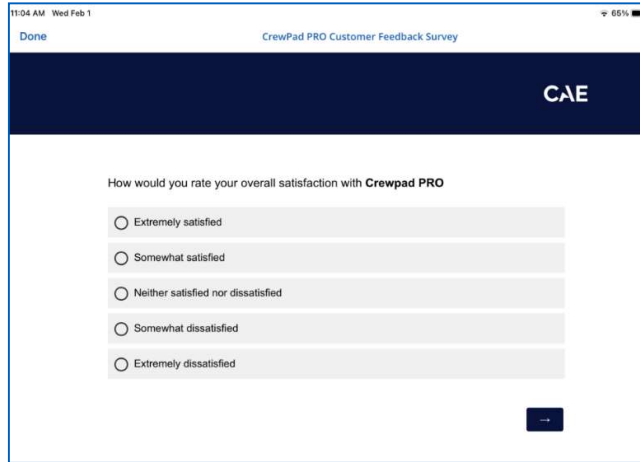 11:04 AM Wed Feb 1
65%
Done
CrewPad PRO Customer Feedback Survey
CAE
How would you rate your overall satisfaction with Crewpad PRO
Extremely satisfied
Somewhat satisfied
Neither satisfied nor dissatisfied
Somewhat dissatisfied
Extremely dissatisfied
→